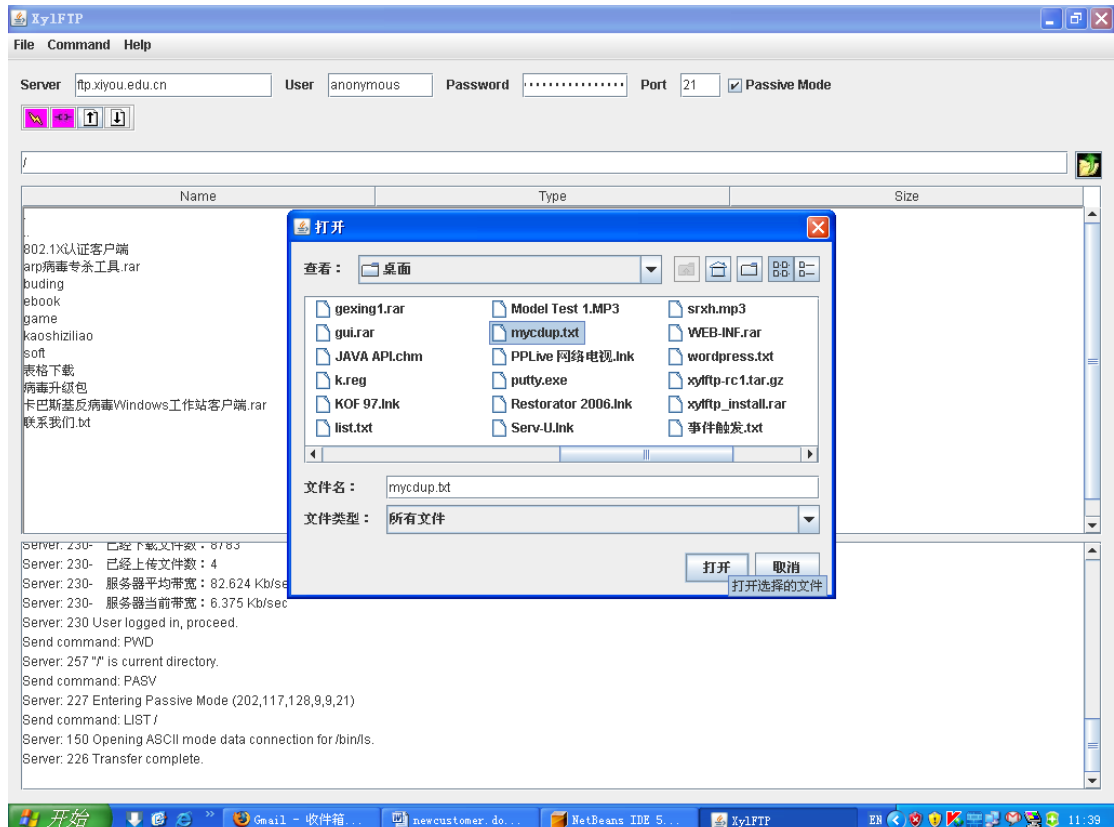 XylFTP
File Command Help
Server ftp.xiyou.edu.cn User anonymous Password ················ Port 21 Passive Mode
/
Name Type Size
.
..
802.1X认证客户端
arp病毒专杀工具.rar
buding
ebook
game
kaoshiziliao
soft
表格下载
病毒升级包
卡巴斯基反病毒Windows工作站客户端.rar
联系我们.txt
打开
查看： 桌面
gexing1.rar Model Test 1.MP3 srxh.mp3
gui.rar mycdup.txt WEB-INF.rar
JAVA API.chm PPLive 网络电视.lnk wordpress.txt
k.reg putty.exe xylftp-rc1.tar.gz
KOF 97.lnk Restorator 2006.lnk xylftp_install.rar
list.txt Serv-U.lnk 事件触发.txt
文件名： mycdup.txt
文件类型： 所有文件
打开 取消
打开选择的文件
Server: 230- 已经下载文件数：8783
Server: 230- 已经上传文件数：4
Server: 230- 服务器平均带宽：82.624 Kb/sec
Server: 230- 服务器当前带宽：6.375 Kb/sec
Server: 230 User logged in, proceed.
Send command: PWD
Server: 257 "/" is current directory.
Send command: PASV
Server: 227 Entering Passive Mode (202,117,128,9,9,21)
Send command: LIST /
Server: 150 Opening ASCII mode data connection for /bin/ls.
Server: 226 Transfer complete.
开始 » Gmail - 收件箱... newcustomer.do... NetBeans IDE 5... XylFTP EN 11:39